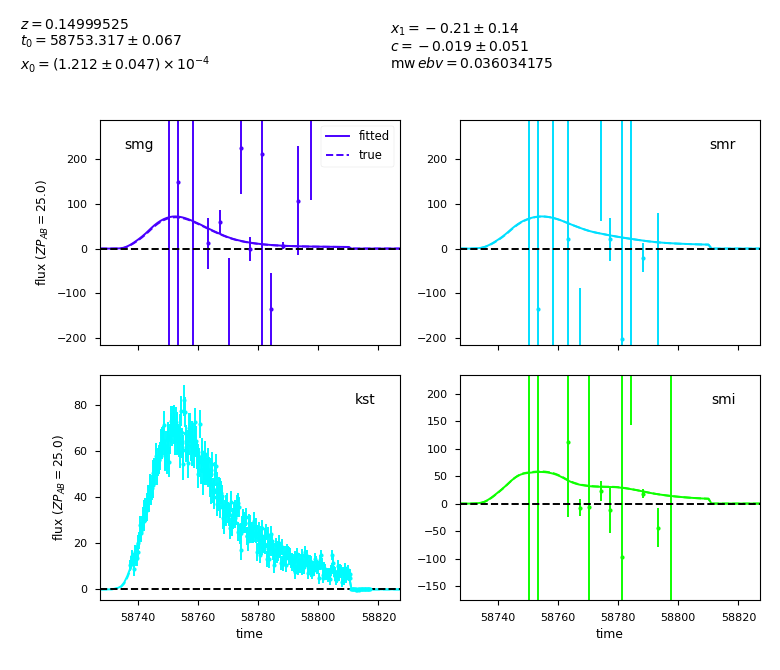 z = 0.14999525
t₀ = 58753.317 ± 0.067
x₀ = (1.212 ± 0.047) × 10⁻⁴
x₁ = −0.21 ± 0.14
c = −0.019 ± 0.051
mw ebv = 0.036034175
smg
fitted
true
200
100
0
−100
−200
flux (ZP_AB = 25.0)
smr
200
100
0
−100
−200
kst
80
60
40
20
0
flux (ZP_AB = 25.0)
58740 58760 58780 58800 58820
time
smi
200
150
100
50
0
−50
−100
−150
58740 58760 58780 58800 58820
time